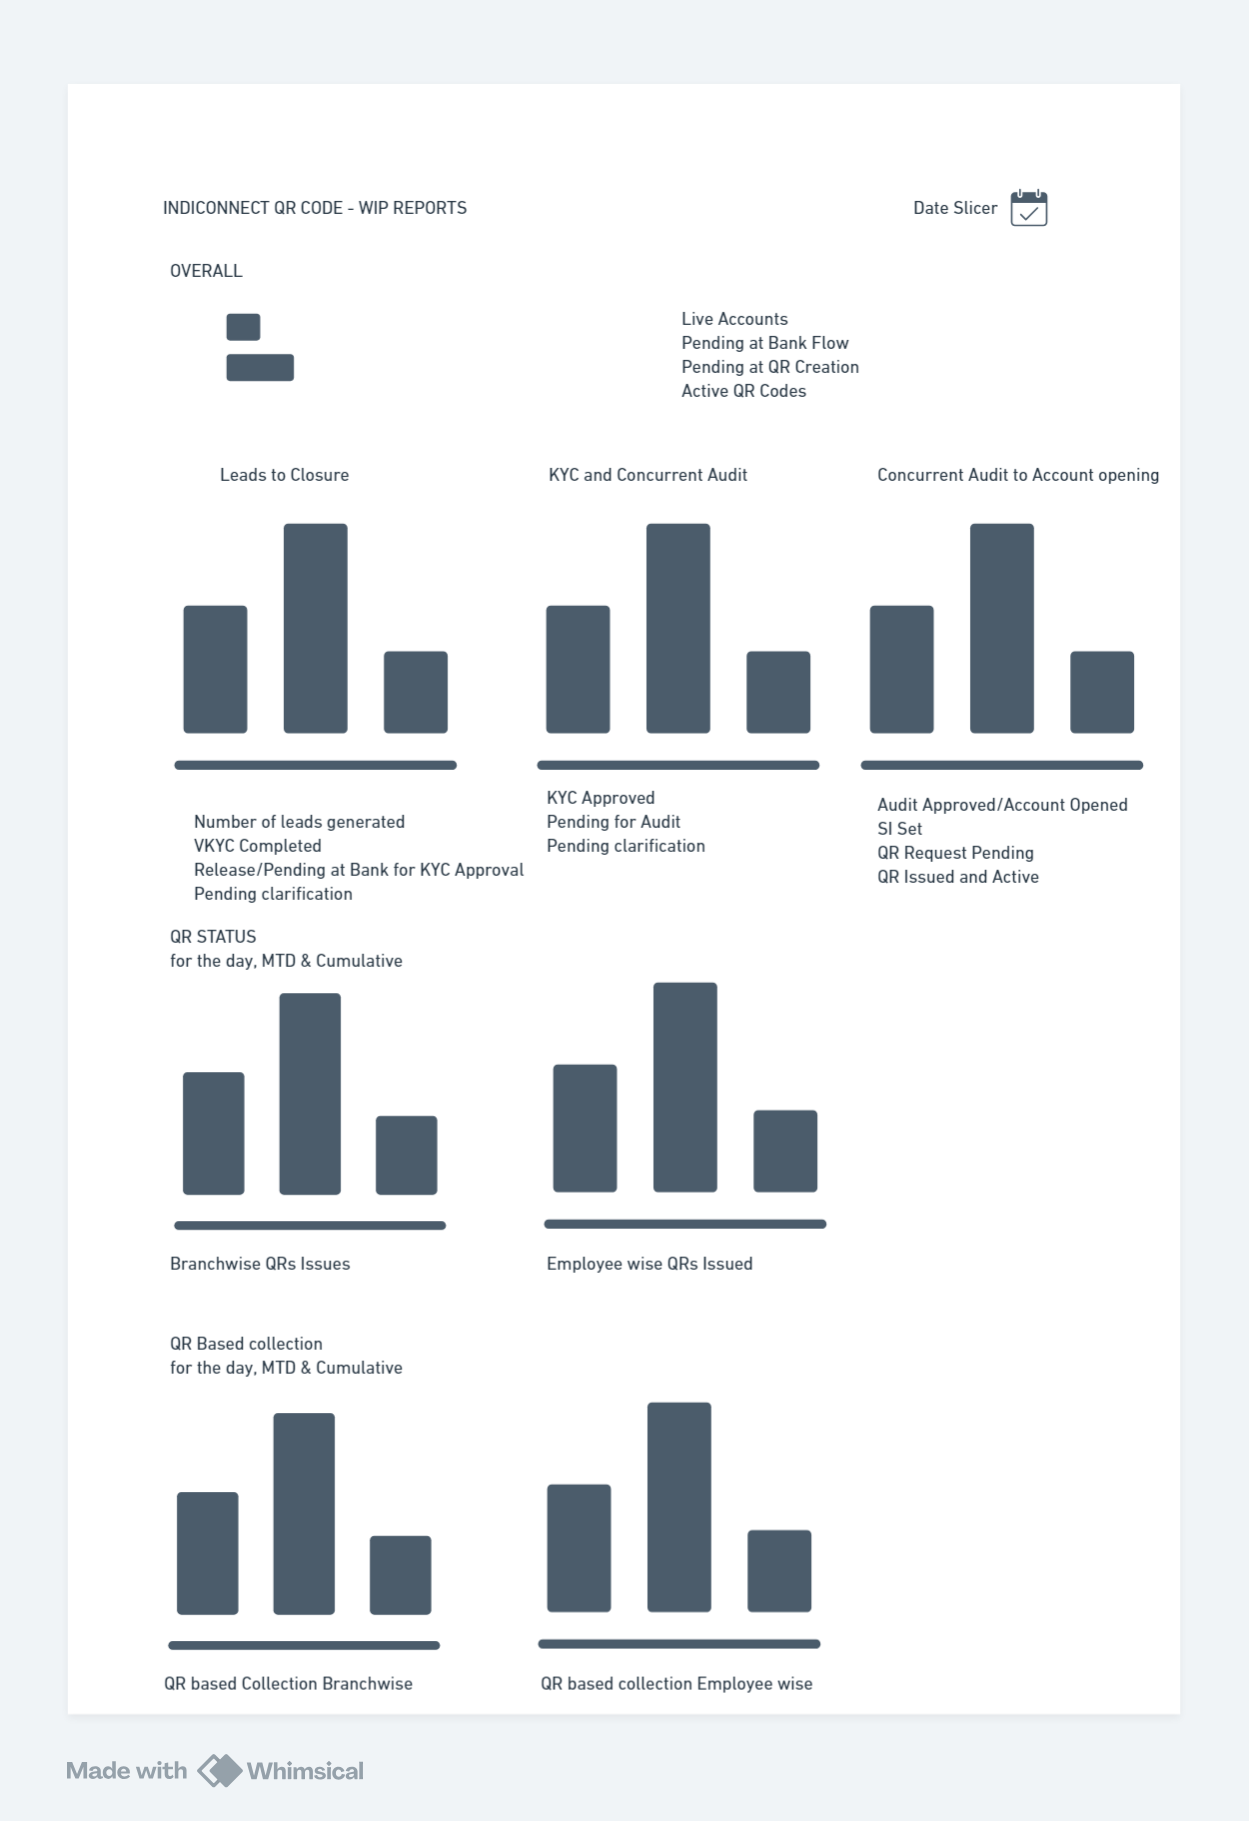 INDICONNECT QR CODE - WIP REPORTS
Date Slicer
OVERALL
Live Accounts
Pending at Bank Flow
Pending at QR Creation
Active QR Codes
Leads to Closure
KYC and Concurrent Audit
Concurrent Audit to Account opening
Number of leads generated
VKYC Completed
Release/Pending at Bank for KYC Approval
Pending clarification
KYC Approved
Pending for Audit
Pending clarification
Audit Approved/Account Opened
SI Set
QR Request Pending
QR Issued and Active
QR STATUS
for the day, MTD & Cumulative
Branchwise QRs Issues
Employee wise QRs Issued
QR Based collection
for the day, MTD & Cumulative
QR based Collection Branchwise
QR based collection Employee wise
Made with Whimsical